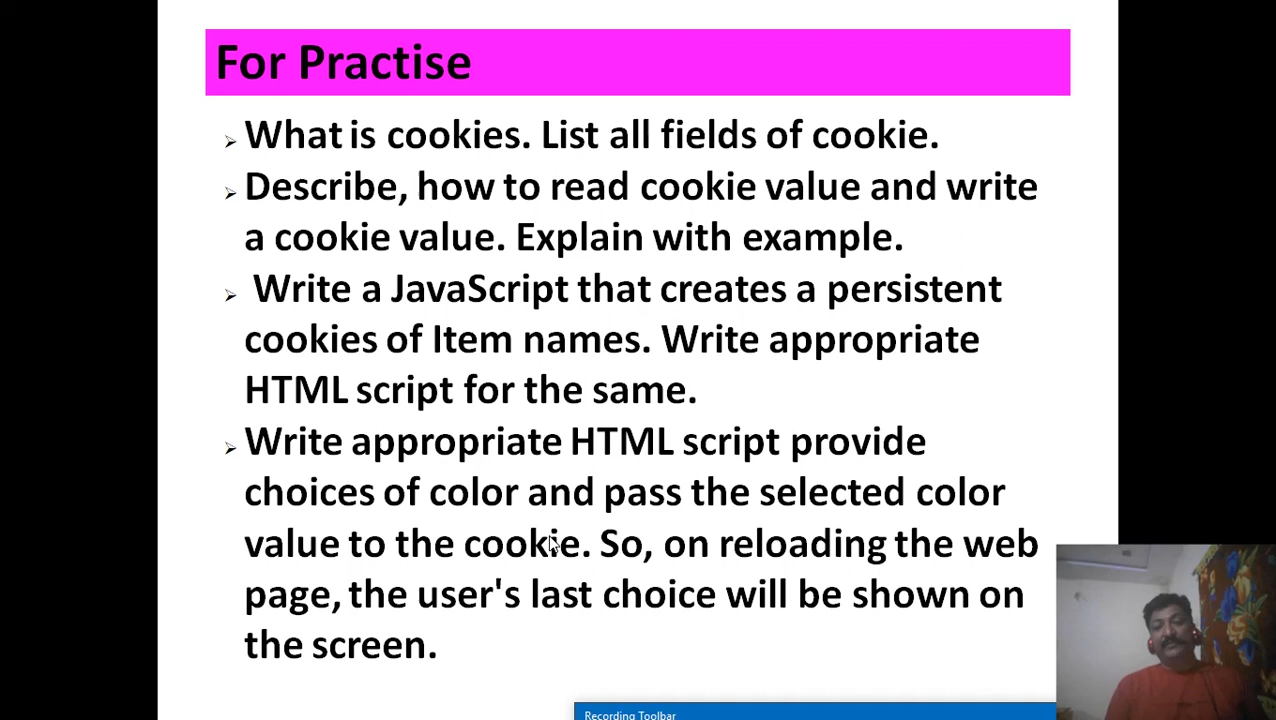 For Practise
What is cookies. List all fields of cookie.
Describe, how to read cookie value and write
a cookie value. Explain with example.
Write a JavaScript that creates a persistent
cookies of Item names. Write appropriate
HTML script for the same.
Write appropriate HTML script provide
choices of color and pass the selected color
value to the cookie. So, on reloading the web
page, the user's last choice will be shown on
the screen.
Recording Toolbar